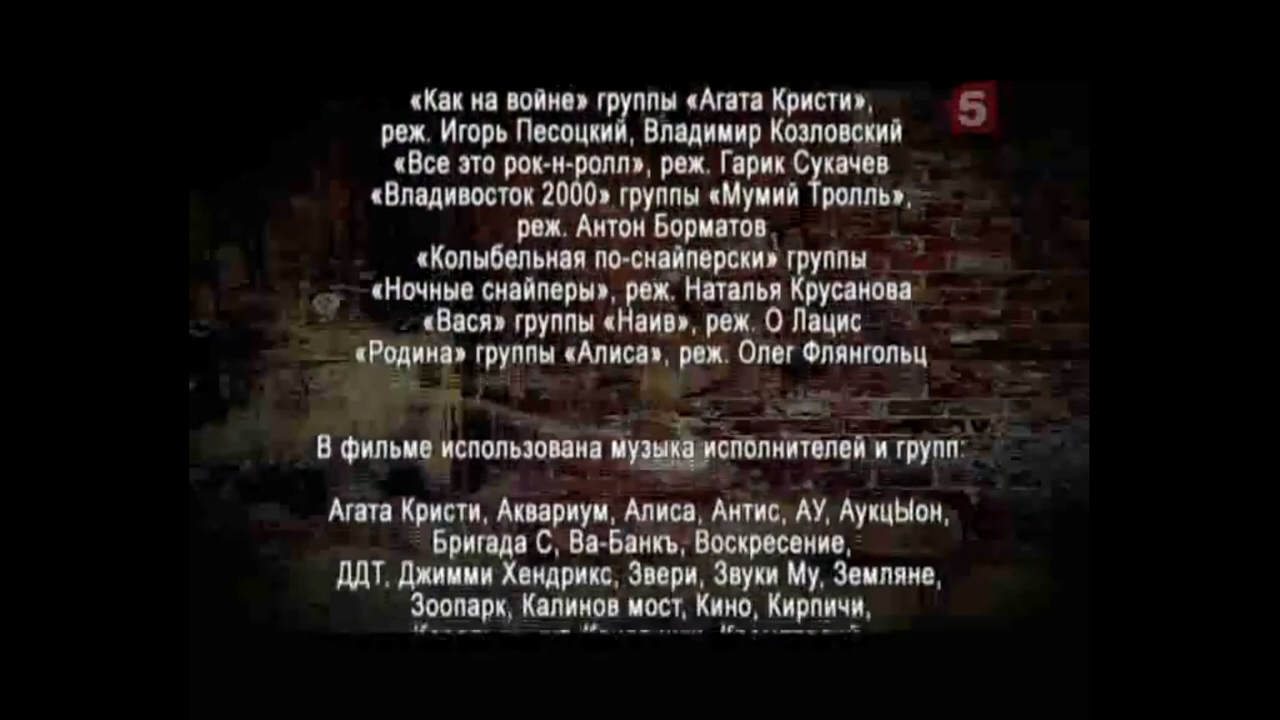 «Как на войне» группы «Агата Кристи»,
5
реж. Игорь Песоцкий, Владимир Козловский
«Все это рок-н-ролл», реж. Гарик Сукачев
«Владивосток 2000» группы «Мумий Тролль»,
реж. Антон Борматов
«Колыбельная по-снайперски» группы
«Ночные снайперы», реж. Наталья Крусанова
«Вася» группы «Наив», реж. О Лацис
«Родина» группы «Алиса», реж. Олег Флянгольц
В фильме использована музыка исполнителей и групп:
Агата Кристи, Аквариум, Алиса, Антис, АУ, АукцЫон,
Бригада С, Ва-Банкъ, Воскресение,
ДДТ, Джимми Хендрикс, Звери, Звуки Му, Земляне,
Зоопарк, Калинов мост, Кино, Кирпичи,